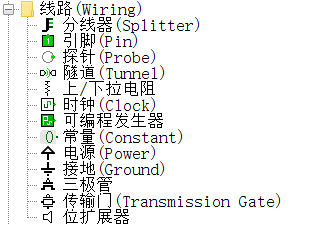 线路(Wiring)
分线器(Splitter)
引脚(Pin)
探针(Probe)
隧道(Tunnel)
上/下拉电阻
时钟(Clock)
可编程发生器
常量(Constant)
电源(Power)
接地(Ground)
三极管
传输门(Transmission Gate)
位扩展器